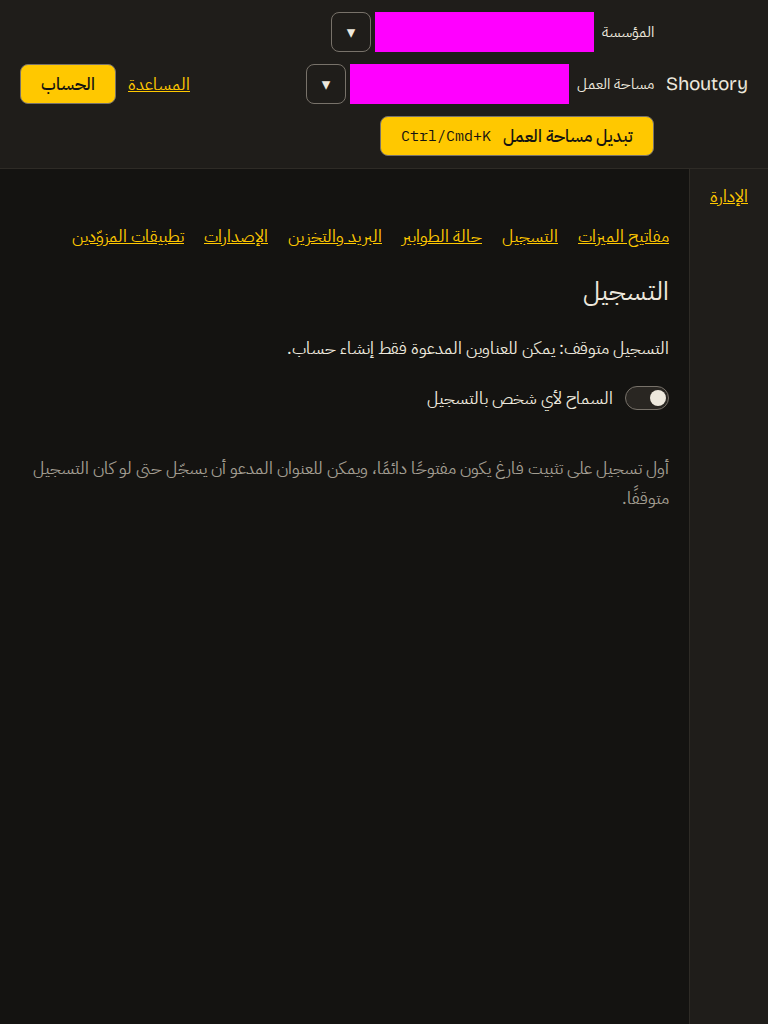 المؤسسة
▼
Shoutory
مساحة العمل
▼
المساعدة
الحساب
تبديل مساحة العمل Ctrl/Cmd+K
الإدارة
مفاتيح الميزات
التسجيل
حالة الطوابير
البريد والتخزين
الإصدارات
تطبيقات المزوّدين
التسجيل
التسجيل متوقف: يمكن للعناوين المدعوة فقط إنشاء حساب.
السماح لأي شخص بالتسجيل
أول تسجيل على تثبيت فارغ يكون مفتوحًا دائمًا، ويمكن للعنوان المدعو أن يسجّل حتى لو كان التسجيل
متوقفًا.